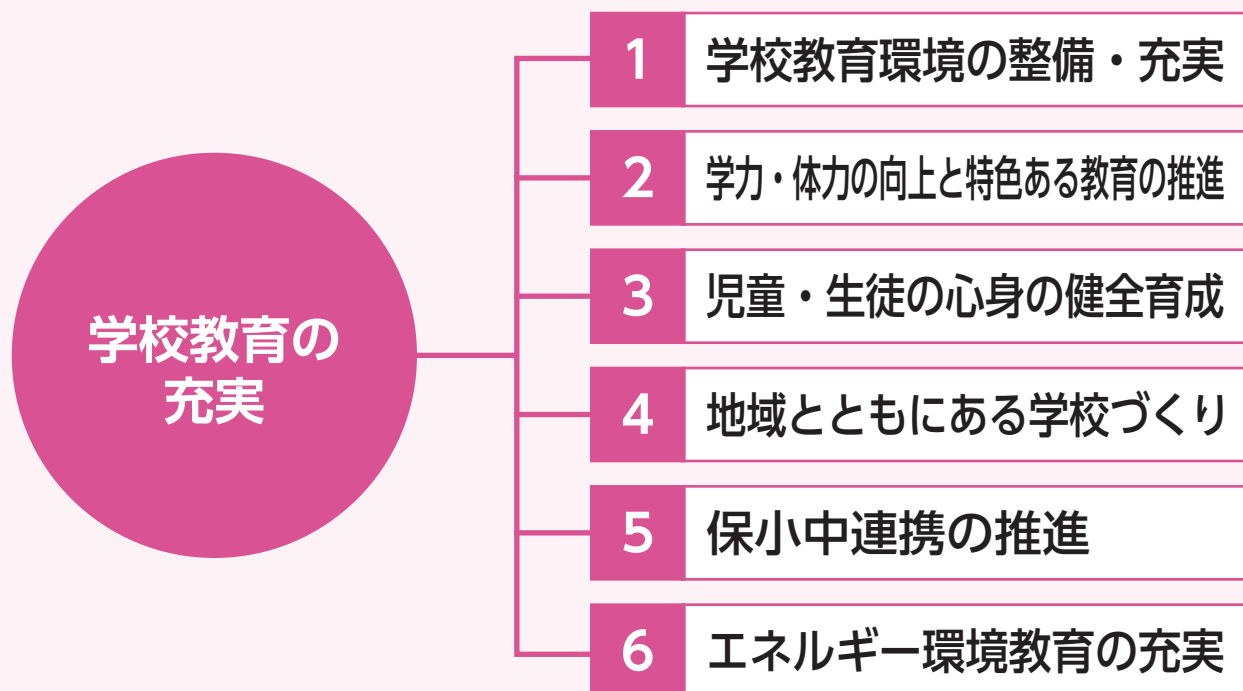 学校教育の
充実
1 学校教育環境の整備・充実
2 学力・体力の向上と特色ある教育の推進
3 児童・生徒の心身の健全育成
4 地域とともにある学校づくり
5 保小中連携の推進
6 エネルギー環境教育の充実